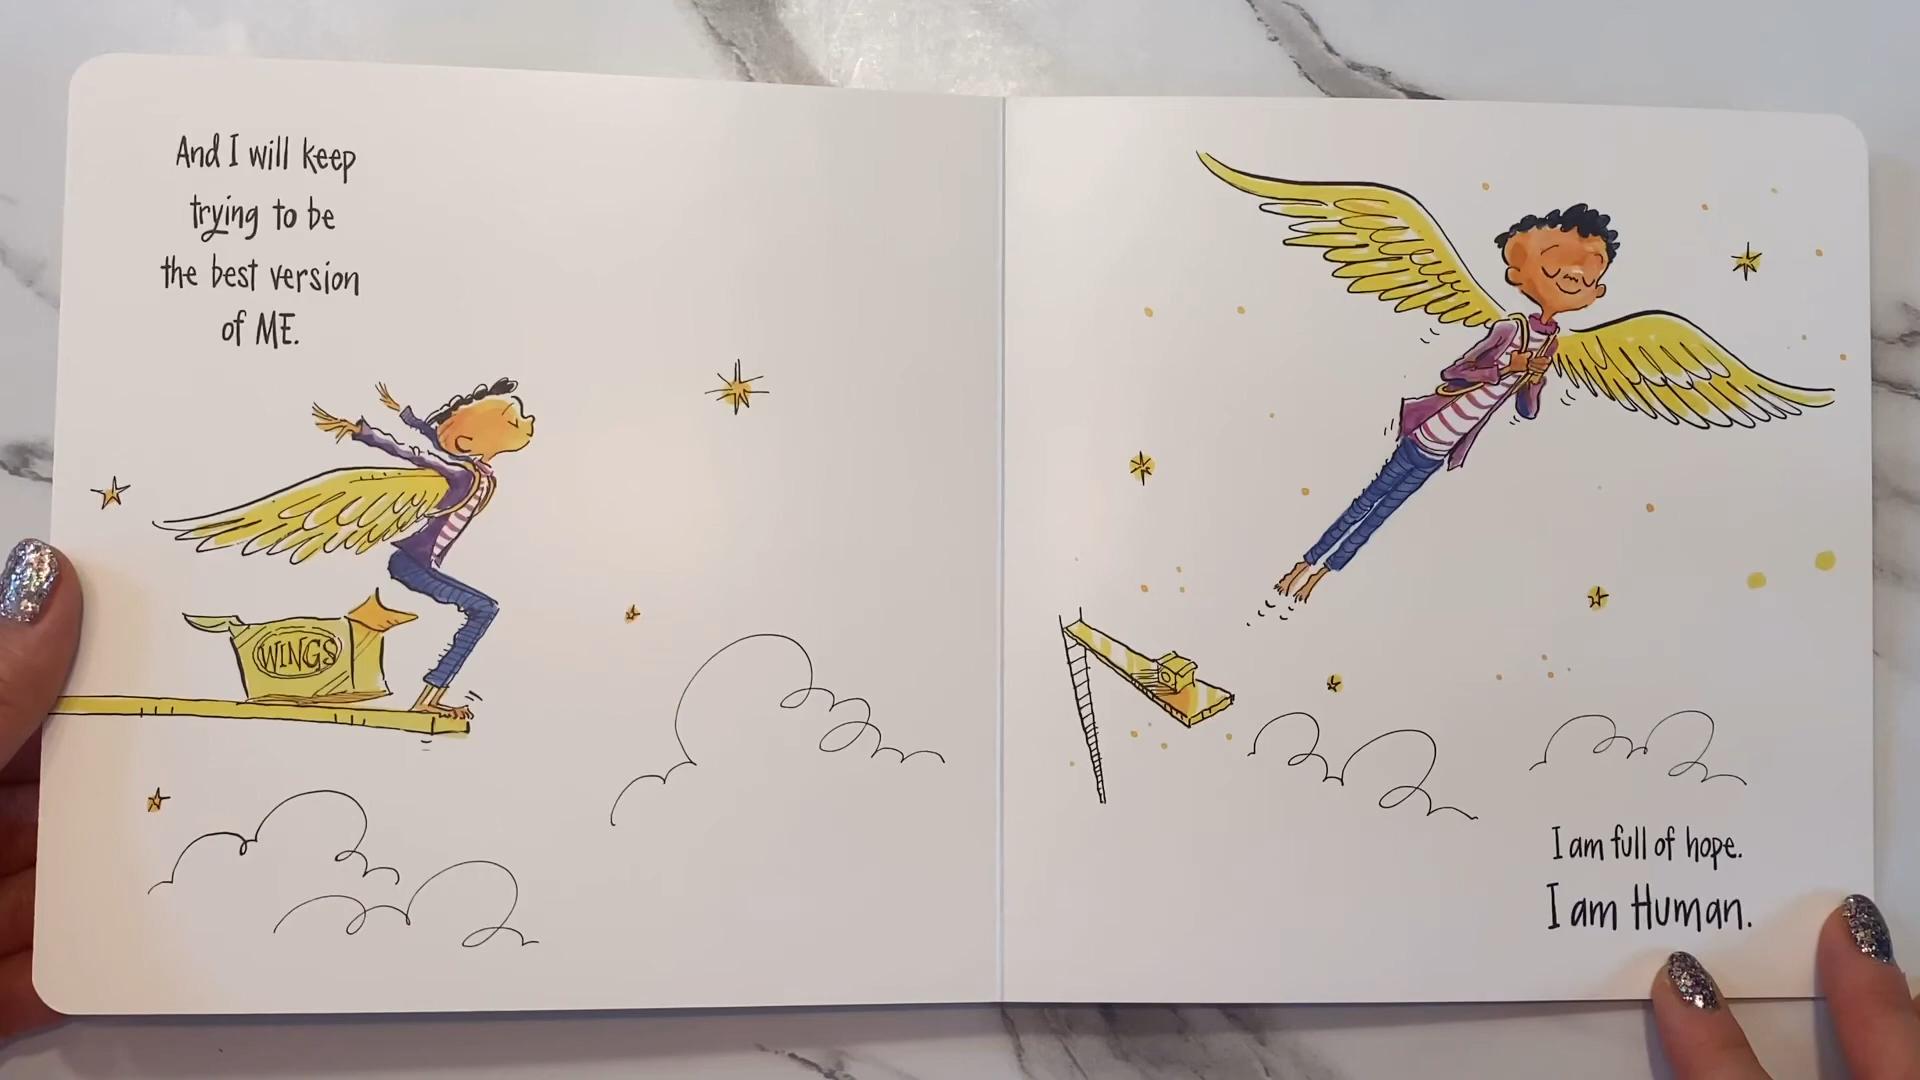 And I will keep
trying to be
the best version
of ME.
WINGS
I am full of hope.
I am Human.